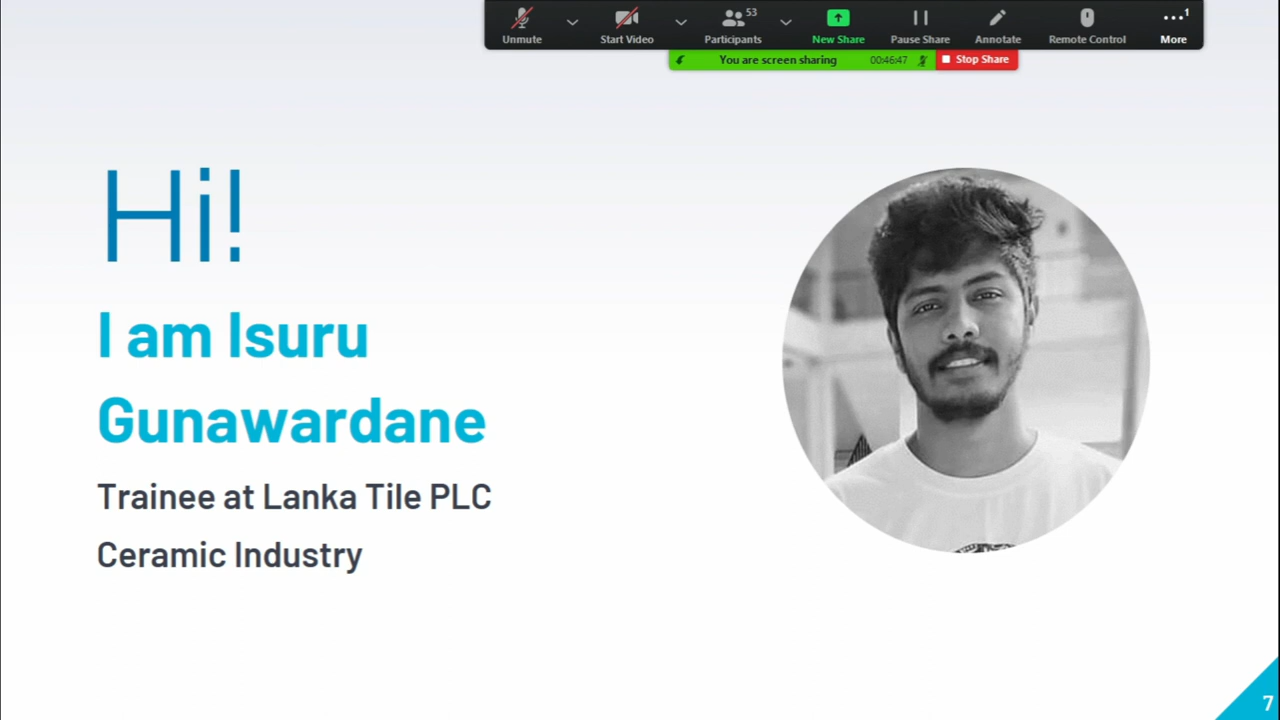 53
1
Unmute Start Video Participants New Share Pause Share Annotate Remote Control More
You are screen sharing 00:46:47 Stop Share
Hi!
I am Isuru
Gunawardane
Trainee at Lanka Tile PLC
Ceramic Industry
7